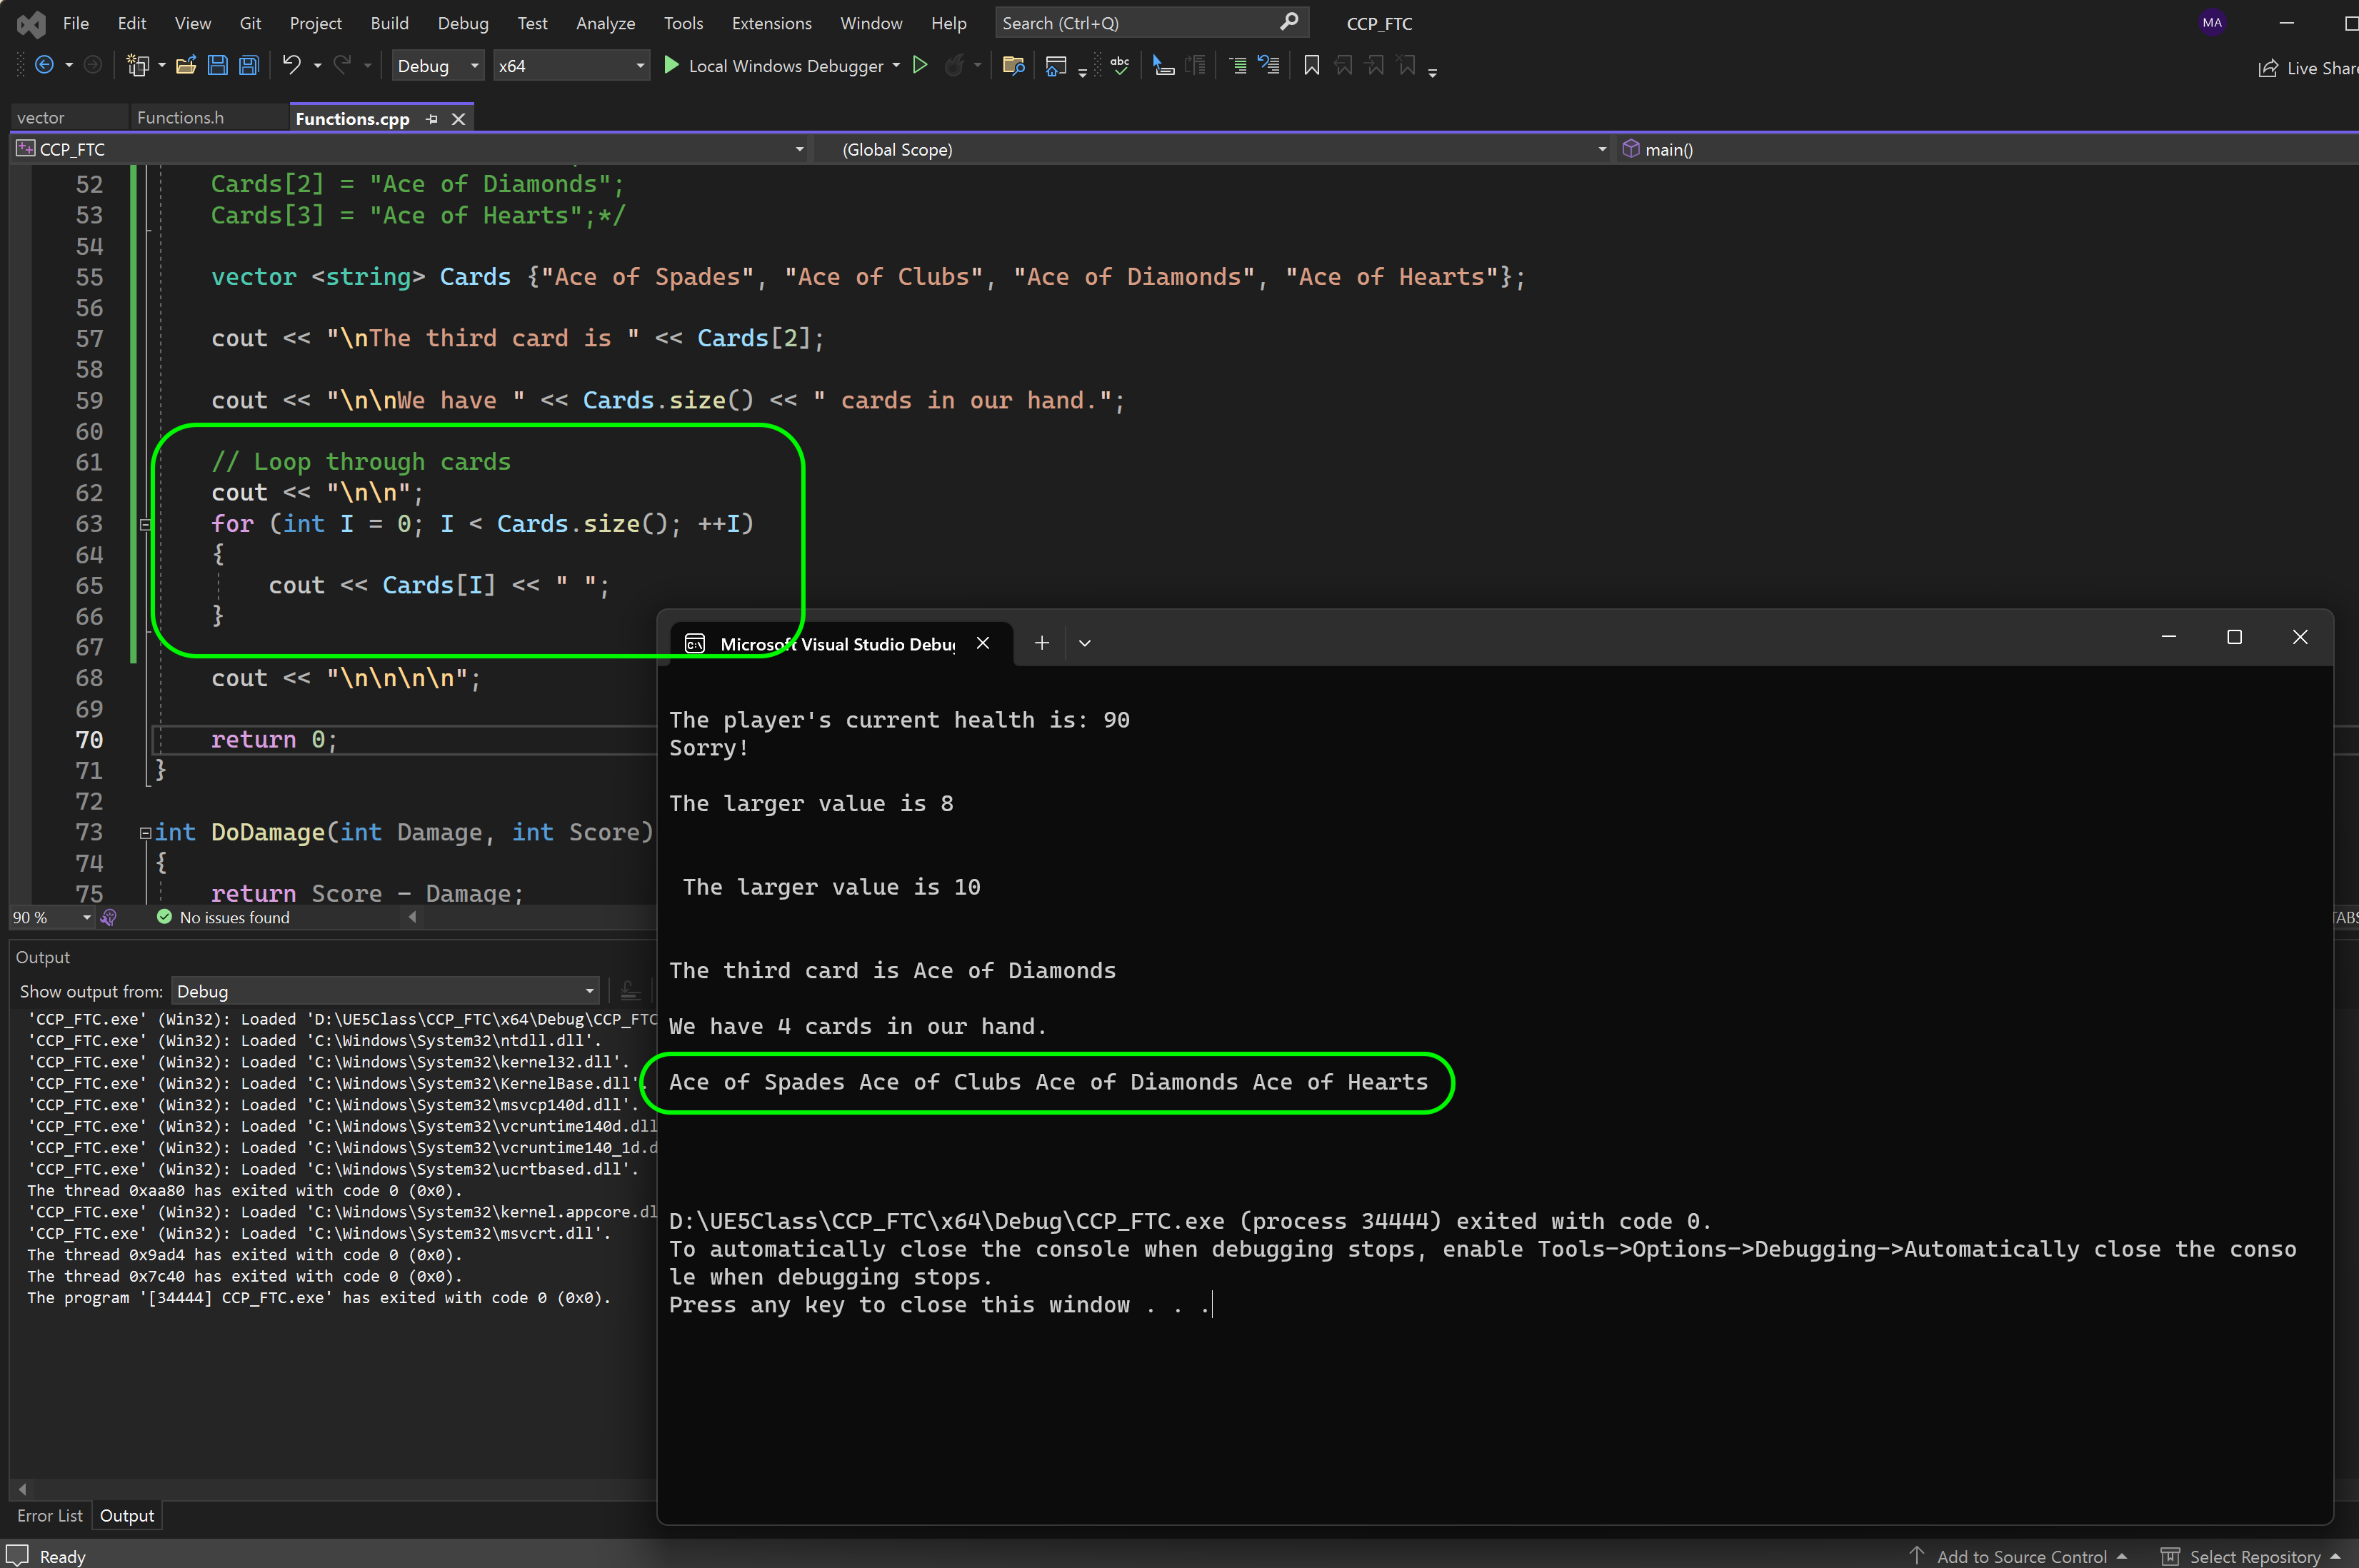 File Edit View Git Project Build Debug Test Analyze Tools Extensions Window Help Search (Ctrl+Q) CCP_FTC MA
Debug x64 Local Windows Debugger abc Live Share
vector Functions.h Functions.cpp
CCP_FTC (Global Scope) main()
52 Cards[2] = "Ace of Diamonds";
53 Cards[3] = "Ace of Hearts";*/
54
55 vector <string> Cards {"Ace of Spades", "Ace of Clubs", "Ace of Diamonds", "Ace of Hearts"};
56
57 cout << "\nThe third card is " << Cards[2];
58
59 cout << "\n\nWe have " << Cards.size() << " cards in our hand.";
60
61 // Loop through cards
62 cout << "\n\n";
63 for (int I = 0; I < Cards.size(); ++I)
64 {
65 cout << Cards[I] << " ";
66 }
67
68 cout << "\n\n\n\n";
69
70 return 0;
71 }
72
73 int DoDamage(int Damage, int Score)
74 {
75 return Score - Damage;
90 % No issues found TABS
Output
Show output from: Debug
'CCP_FTC.exe' (Win32): Loaded 'D:\UE5Class\CCP_FTC\x64\Debug\CCP_FTC
'CCP_FTC.exe' (Win32): Loaded 'C:\Windows\System32\ntdll.dll'.
'CCP_FTC.exe' (Win32): Loaded 'C:\Windows\System32\kernel32.dll'.
'CCP_FTC.exe' (Win32): Loaded 'C:\Windows\System32\KernelBase.dll'.
'CCP_FTC.exe' (Win32): Loaded 'C:\Windows\System32\msvcp140d.dll'.
'CCP_FTC.exe' (Win32): Loaded 'C:\Windows\System32\vcruntime140d.dll
'CCP_FTC.exe' (Win32): Loaded 'C:\Windows\System32\vcruntime140_1d.d
'CCP_FTC.exe' (Win32): Loaded 'C:\Windows\System32\ucrtbased.dll'.
The thread 0xaa80 has exited with code 0 (0x0).
'CCP_FTC.exe' (Win32): Loaded 'C:\Windows\System32\kernel.appcore.dl
'CCP_FTC.exe' (Win32): Loaded 'C:\Windows\System32\msvcrt.dll'.
The thread 0x9ad4 has exited with code 0 (0x0).
The thread 0x7c40 has exited with code 0 (0x0).
The program '[34444] CCP_FTC.exe' has exited with code 0 (0x0).
Error List Output
Ready Add to Source Control Select Repository
Microsoft Visual Studio Debug
The player's current health is: 90
Sorry!
The larger value is 8
The larger value is 10
The third card is Ace of Diamonds
We have 4 cards in our hand.
Ace of Spades Ace of Clubs Ace of Diamonds Ace of Hearts
D:\UE5Class\CCP_FTC\x64\Debug\CCP_FTC.exe (process 34444) exited with code 0.
To automatically close the console when debugging stops, enable Tools->Options->Debugging->Automatically close the conso
le when debugging stops.
Press any key to close this window . . .